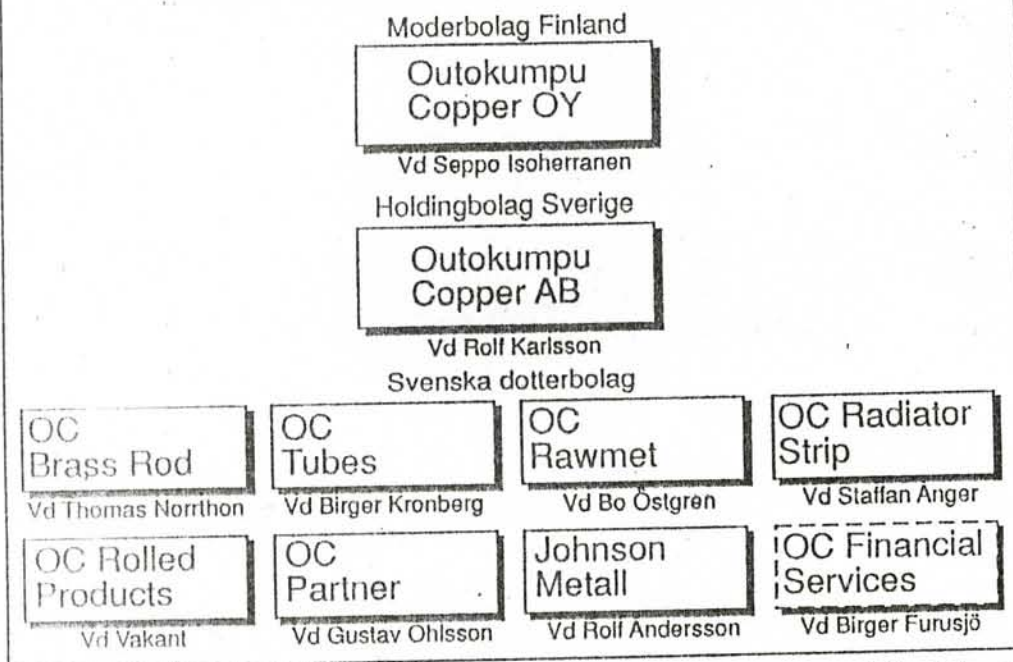 Moderbolag Finland
Outokumpu
Copper OY
Vd Seppo Isoherranen
Holdingbolag Sverige
Outokumpu
Copper AB
Vd Rolf Karlsson
Svenska dotterbolag
OC
Brass Rod
Vd Thomas Norrthon
OC
Tubes
Vd Birger Kronberg
OC
Rawmet
Vd Bo Östgren
OC Radiator
Strip
Vd Staffan Anger
OC Rolled
Products
Vd Vakant
OC
Partner
Vd Gustav Ohlsson
Johnson
Metall
Vd Rolf Andersson
OC Financial
Services
Vd Birger Furusjö